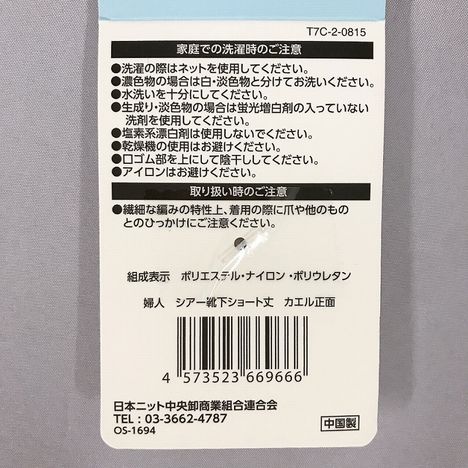 T7C-2-0815
家庭での洗濯時のご注意
●洗濯の際はネットを使用してください。
●濃色物の場合は白・淡色物と分けてお洗いください。
●水洗いを十分にしてください。
●生成り・淡色物の場合は蛍光増白剤の入っていない
洗剤を使用してください。
●塩素系漂白剤は使用しないでください。
●乾燥機の使用はお避けください。
●口ゴム部を上にして陰干ししてください。
●アイロンはお避けください。
取り扱い時のご注意
●繊細な編みの特性上、着用の際に爪や他のもの
とのひっかけにご注意ください。
組成表示 ポリエステル・ナイロン・ポリウレタン
婦人 シアー靴下ショート丈 カエル正面
4 573523 669666
日本ニット中央卸商業組合連合会
TEL : 03-3662-4787
OS-1694
中国製